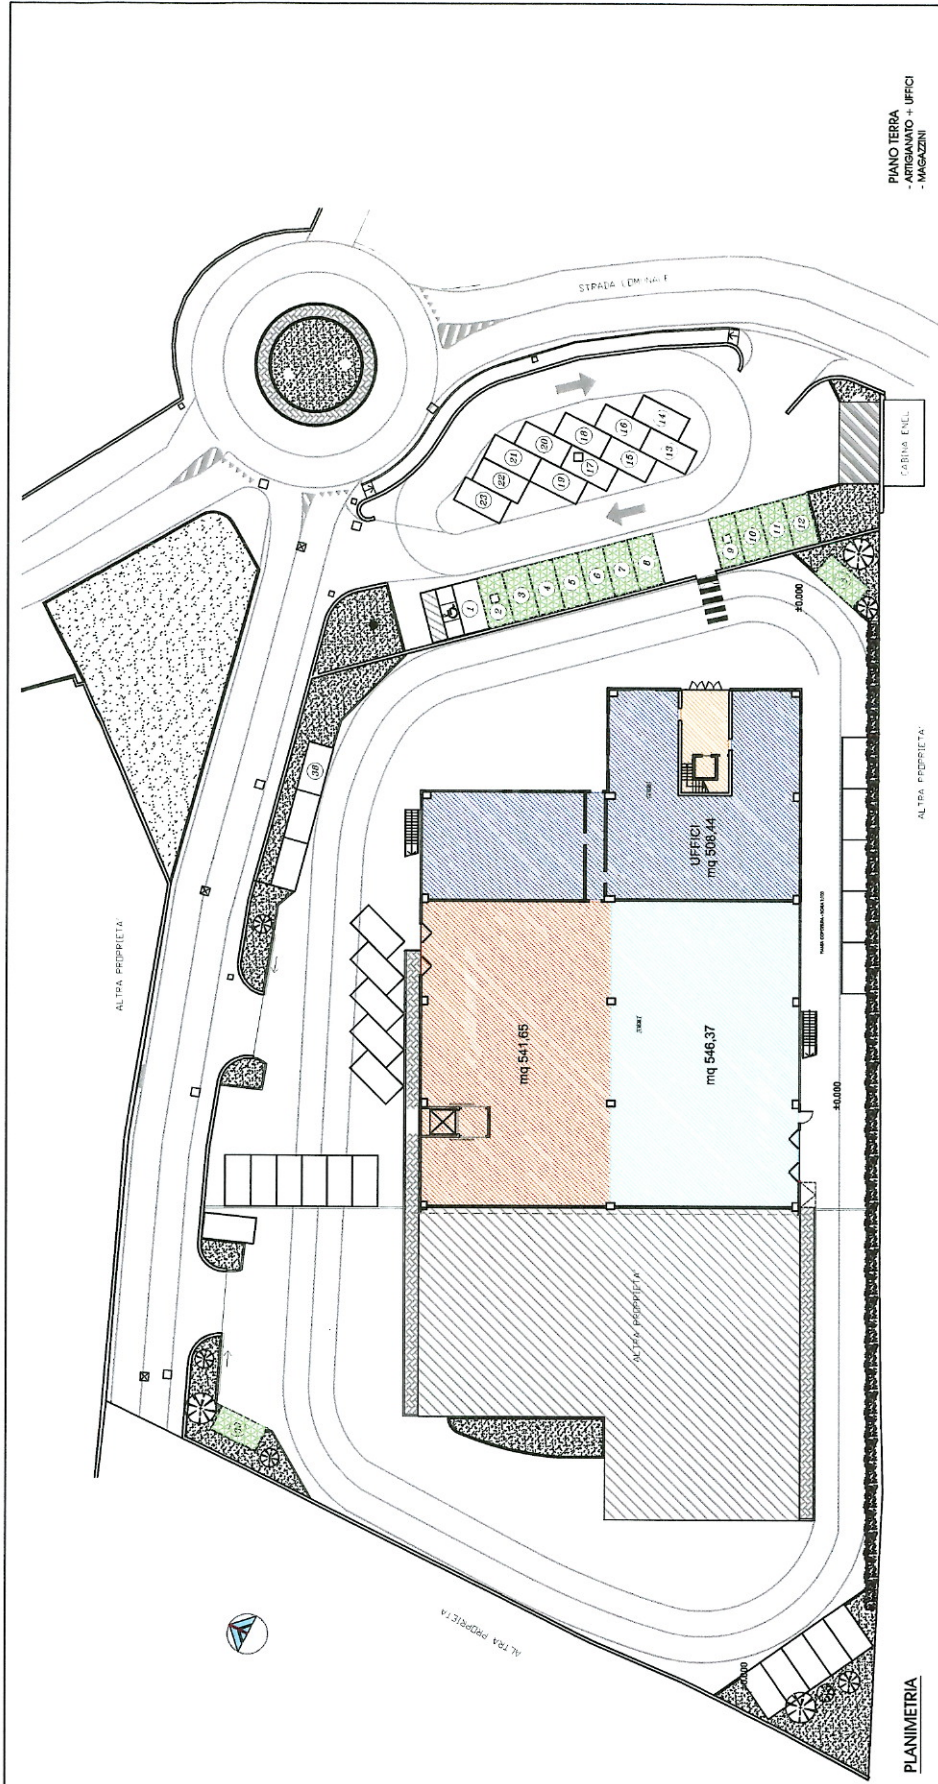 PIANO TERRA
- ARTIGIANATO + UFFICI
- MAGAZZINI
ALTRA PROPRIETA'
STRADA COMUNALE
CABINA ENEL
23
22
21
20
19
18
17
16
15
14
13
1
2
3
4
5
6
7
8
9
10
11
12
38
±0.000
UFFICI
mq 508,44
mq 541,65
mq 546,37
±0.000
ALTRA PROPRIETA'
ALTRA PROPRIETA'
ALTRA PROPRIETA
±0.000
PLANIMETRIA